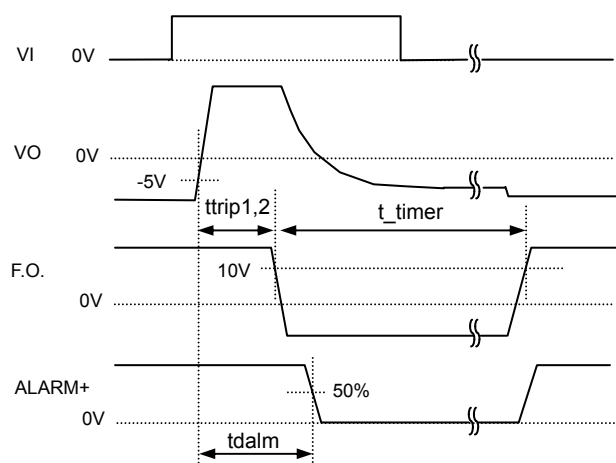 VI 0V
VO 0V
-5V
ttrip1,2 t_timer
F.O. 10V
0V
ALARM+ 50%
0V
tdalm